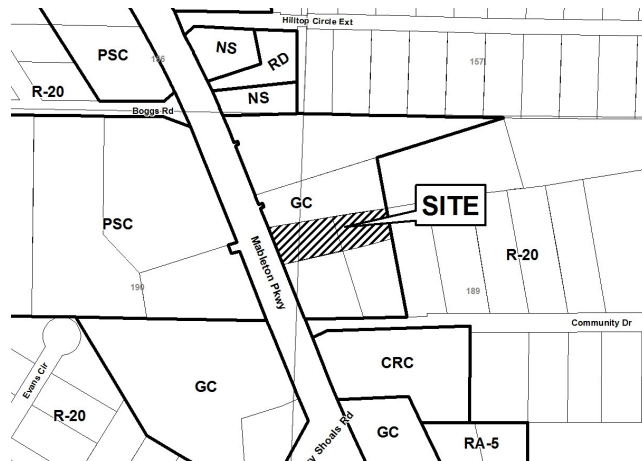 Hilltop Circle Ext
PSC
NS
RD
157
R-20
NS
Boggs Rd
GC
SITE
PSC
R-20
Mableton Pkwy
190
189
Community Dr
Evans Cir
GC
CRC
R-20
Shoals Rd
GC
RA-5